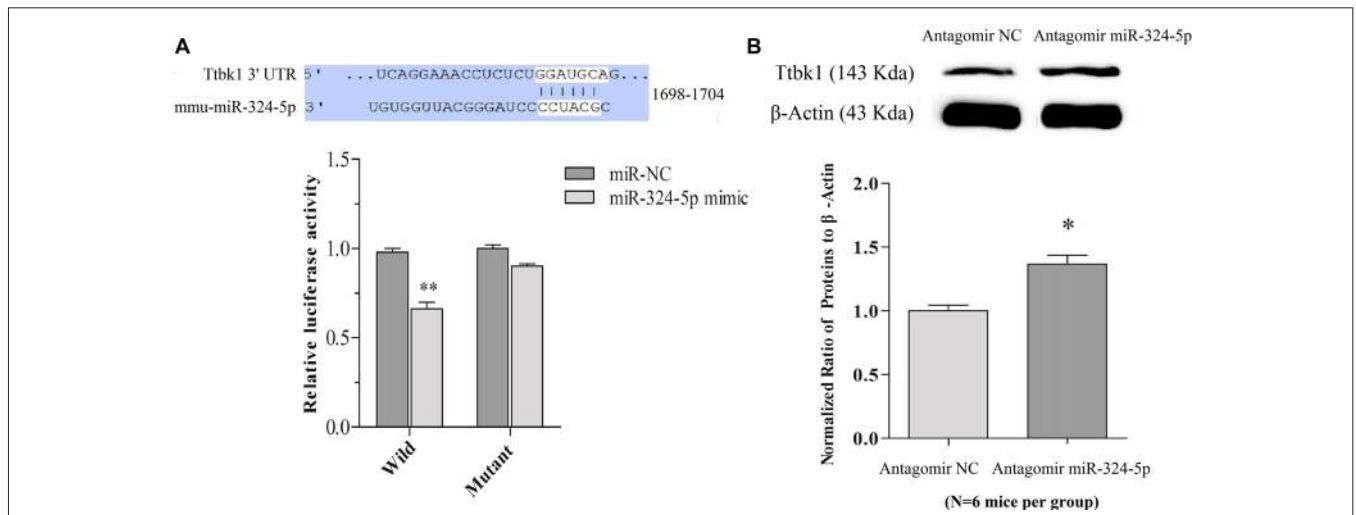 A
Ttbk1 3' UTR 5' ...UCAGGAAACCUCUCUGGAUGCAG...
mmu-miR-324-5p 3' UGUGGUUACGGGAUCCCCUACGC
1698-1704
Relative luciferase activity
1.5
1.0
0.5
0.0
miR-NC
miR-324-5p mimic
**
Wild
Mutant
B
Antagomir NC Antagomir miR-324-5p
Ttbk1 (143 Kda)
β-Actin (43 Kda)
Normalized Ratio of Proteins to β -Actin
2.0
1.5
1.0
0.5
0.0
*
Antagomir NC Antagomir miR-324-5p
(N=6 mice per group)